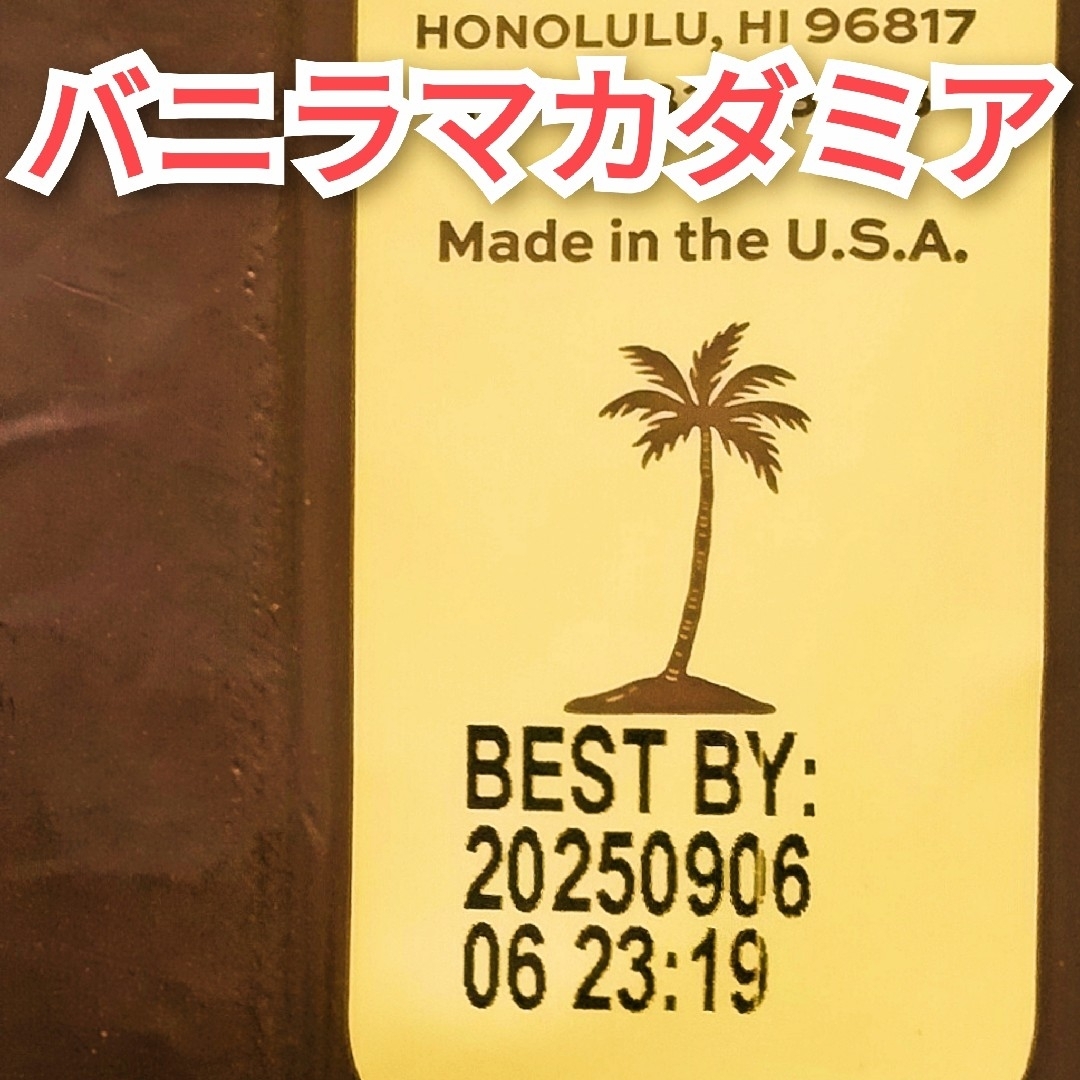 HONOLULU, HI 96817
バニラマカダミア
Made in the U.S.A.
BEST BY:
20250906
06 23:19